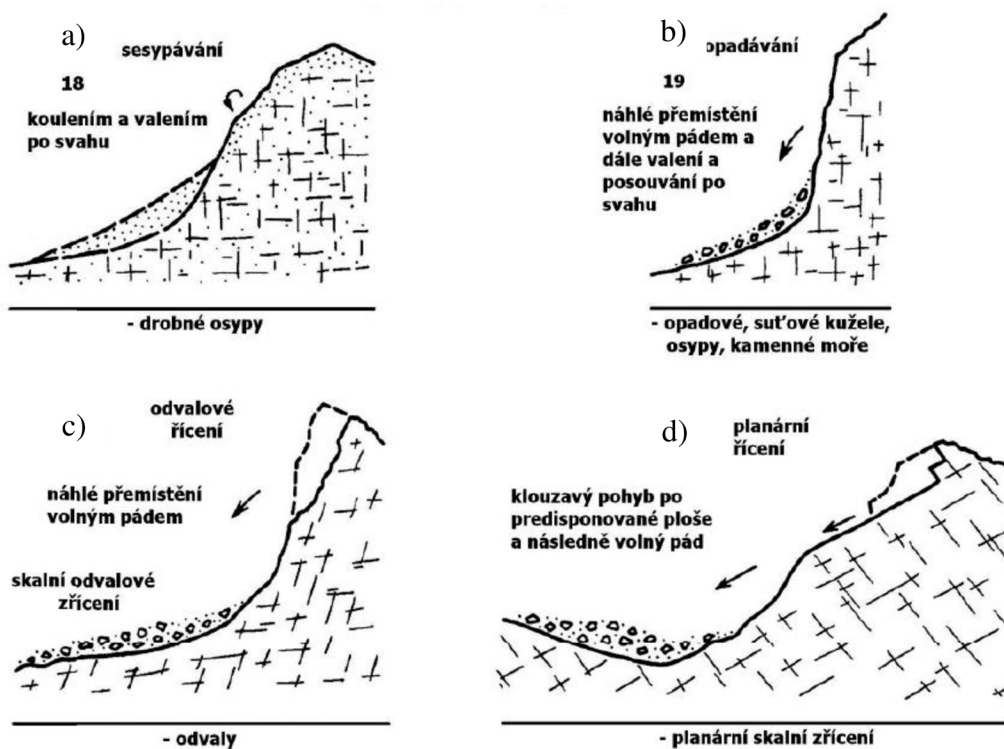 a)
sesypávání
18
koulením a valením
po svahu
- drobné osypy
b)
opadávání
19
náhlé přemístění
volným pádem a
dále valení a
posouvání po
svahu
- opadové, suťové kužele,
osypy, kamenné moře
c)
odvalové
řícení
náhlé přemístění
volným pádem
skalní odvalové
zřícení
- odvaly
d)
planární
řícení
klouzavý pohyb po
predisponované ploše
a následně volný pád
- planární skalní zřícení